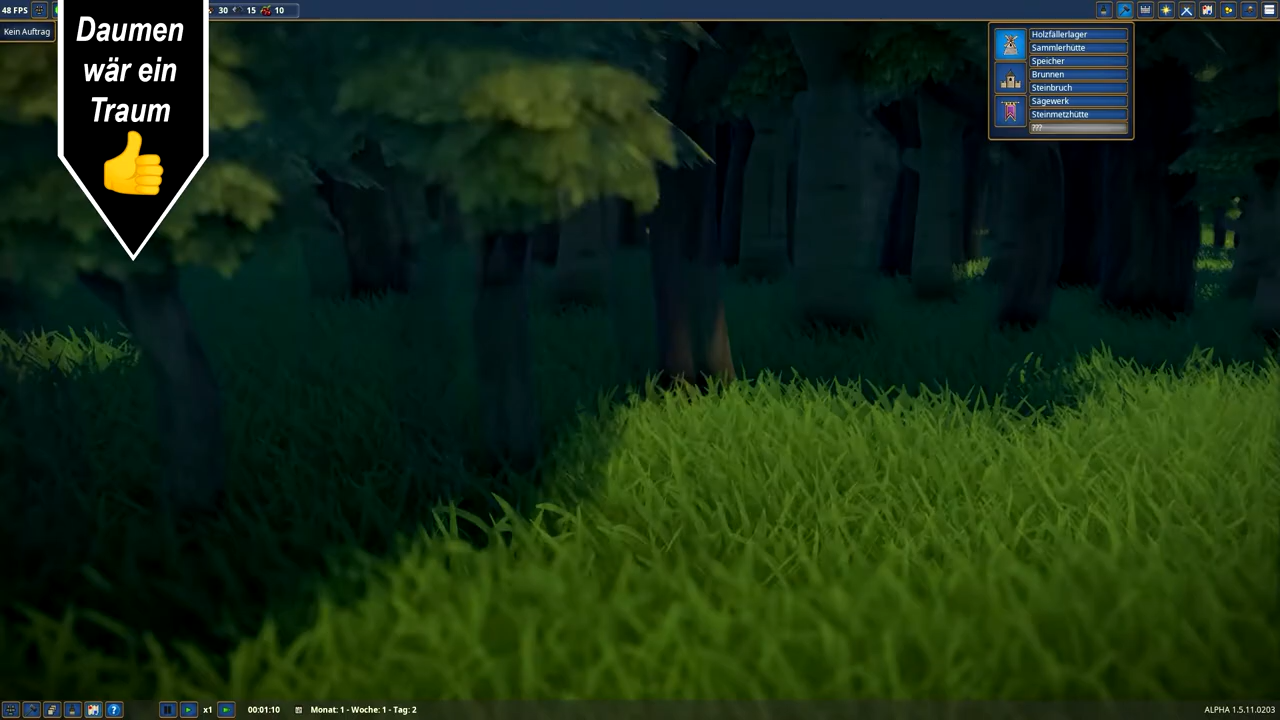 48 FPS
30
15
10
Kein Auftrag
Daumen
wär ein
Traum
Holzfällerlager
Sammlerhütte
Speicher
Brunnen
Steinbruch
Sägewerk
Steinmetzhütte
???
?
x1
00:01:10
Monat: 1 - Woche: 1 - Tag: 2
ALPHA 1.5.11.0203